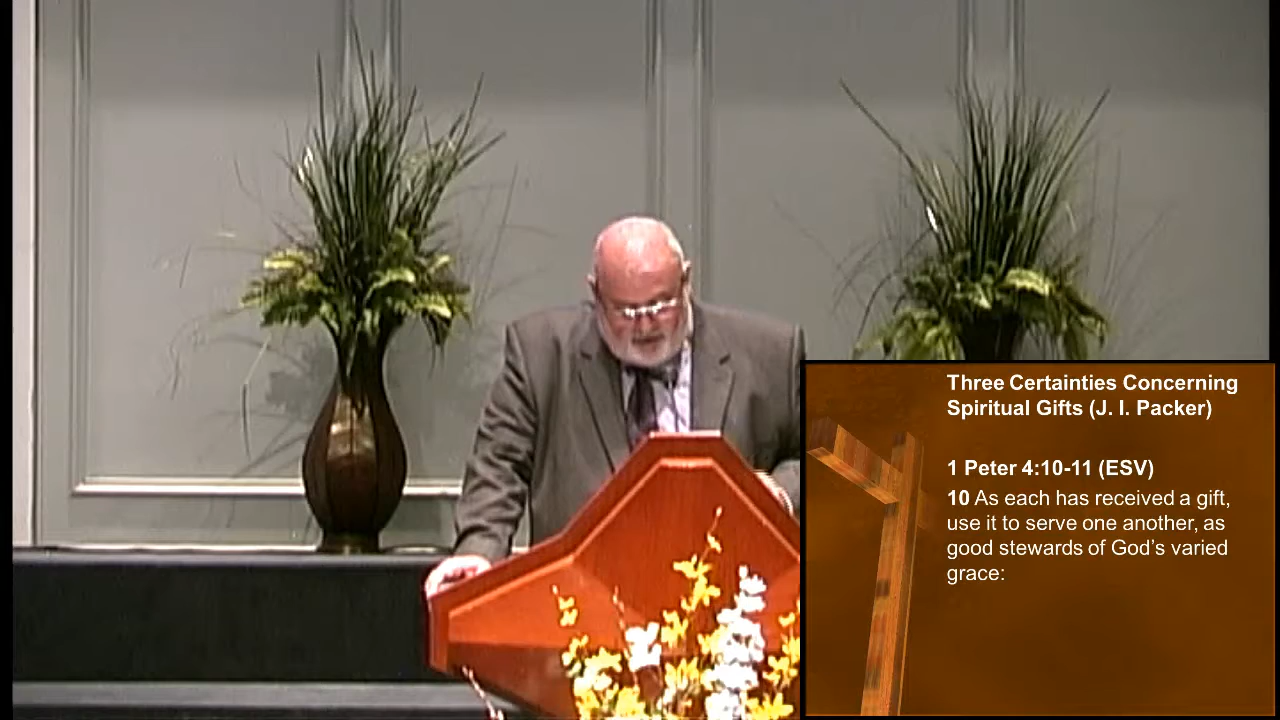 Three Certainties Concerning
Spiritual Gifts (J. I. Packer)
1 Peter 4:10-11 (ESV)
10 As each has received a gift,
use it to serve one another, as
good stewards of God's varied
grace: